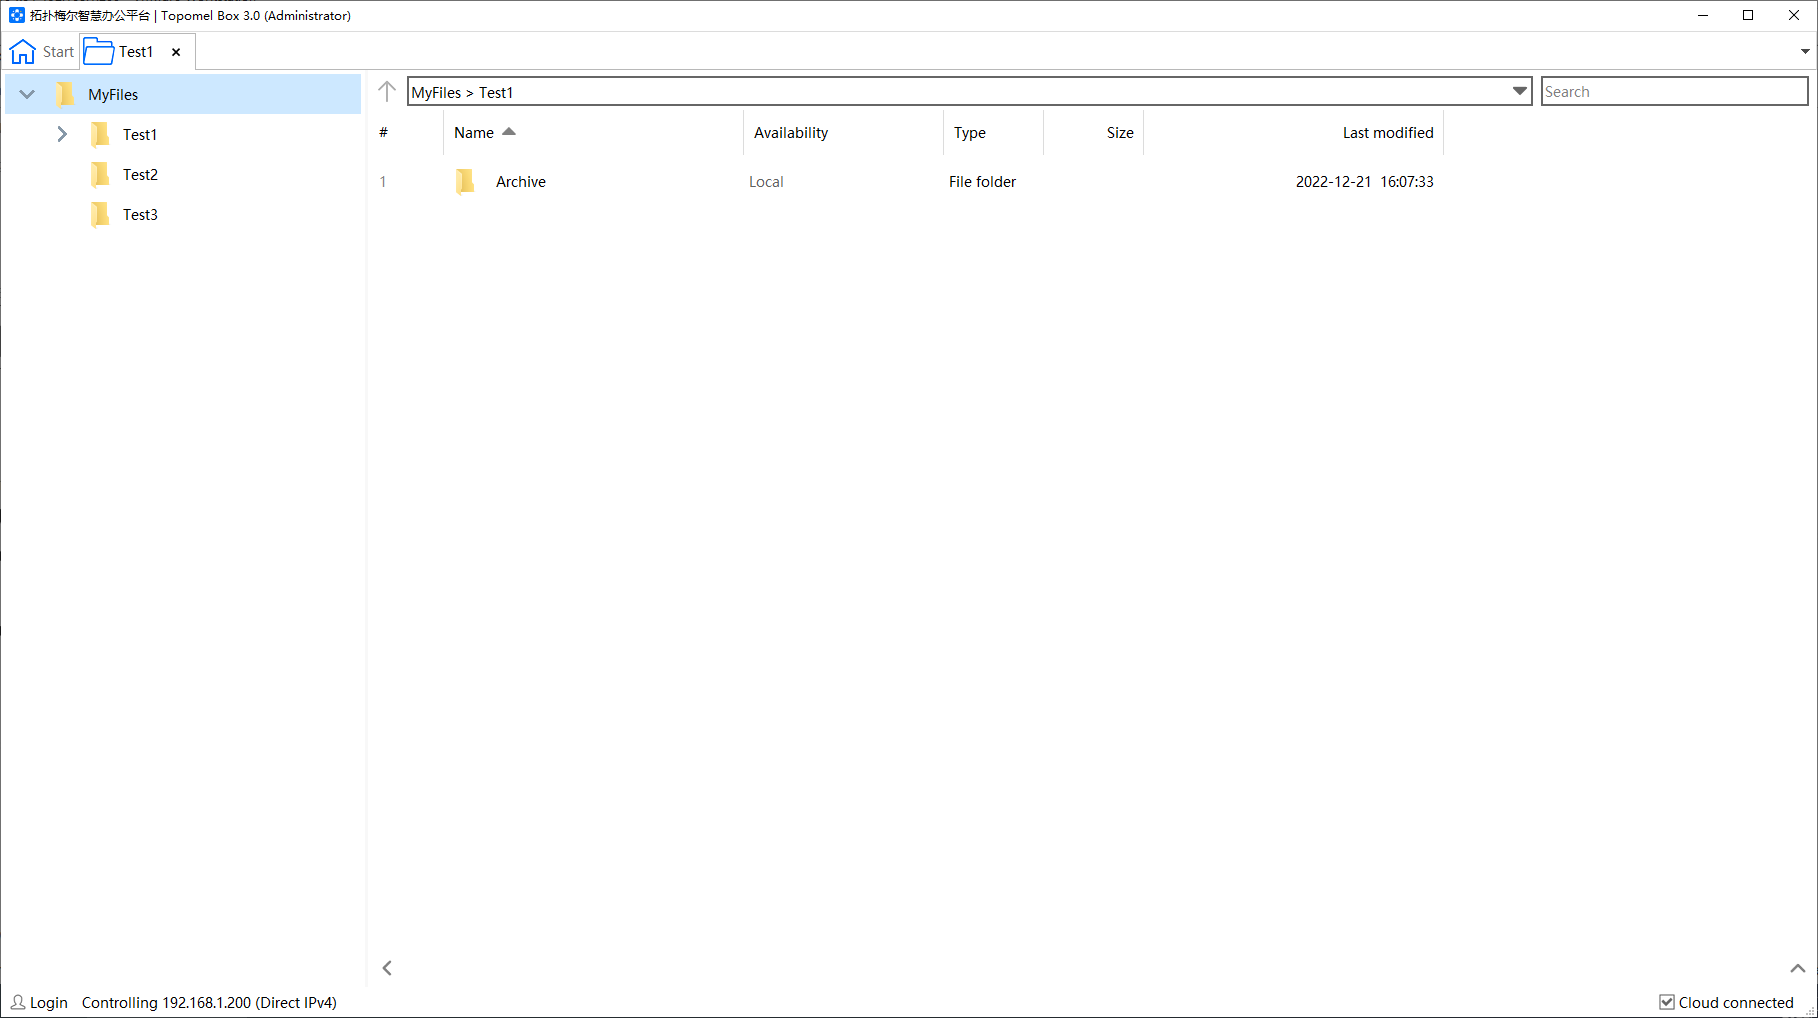 拓扑梅尔智慧办公平台 | Topomel Box 3.0 (Administrator)
Start
Test1
MyFiles
Test1
Test2
Test3
MyFiles > Test1
Search
# Name Availability Type Size Last modified
1 Archive Local File folder 2022-12-21 16:07:33
Login Controlling 192.168.1.200 (Direct IPv4)
Cloud connected